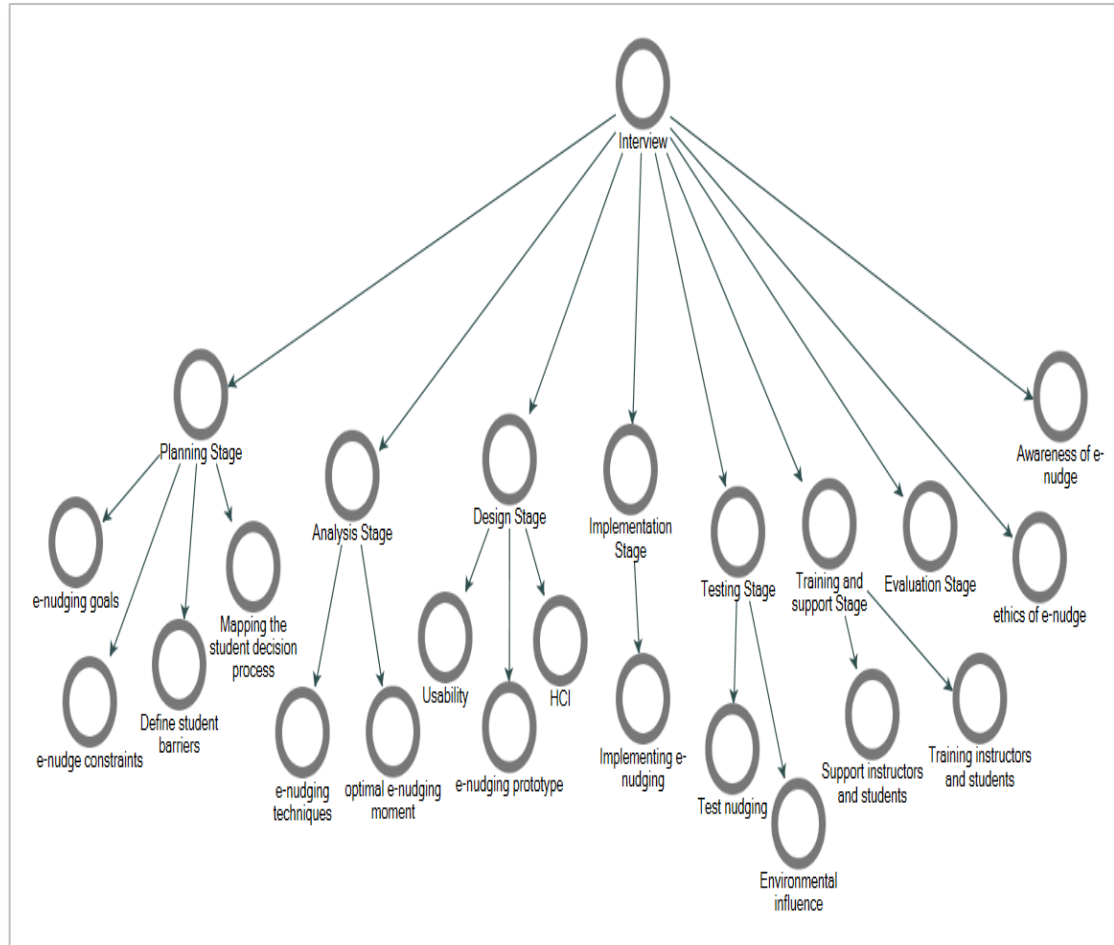 Interview
Planning Stage
Analysis Stage
Design Stage
Implementation
Stage
Testing Stage
Training and
support Stage
Evaluation Stage
ethics of e-nudge
Awareness of e-
nudge
e-nudging goals
e-nudge constraints
Define student
barriers
Mapping the
student decision
process
e-nudging
techniques
optimal e-nudging
moment
Usability
e-nudging prototype
HCI
Implementing e-
nudging
Test nudging
Environmental
influence
Support instructors
and students
Training instructors
and students